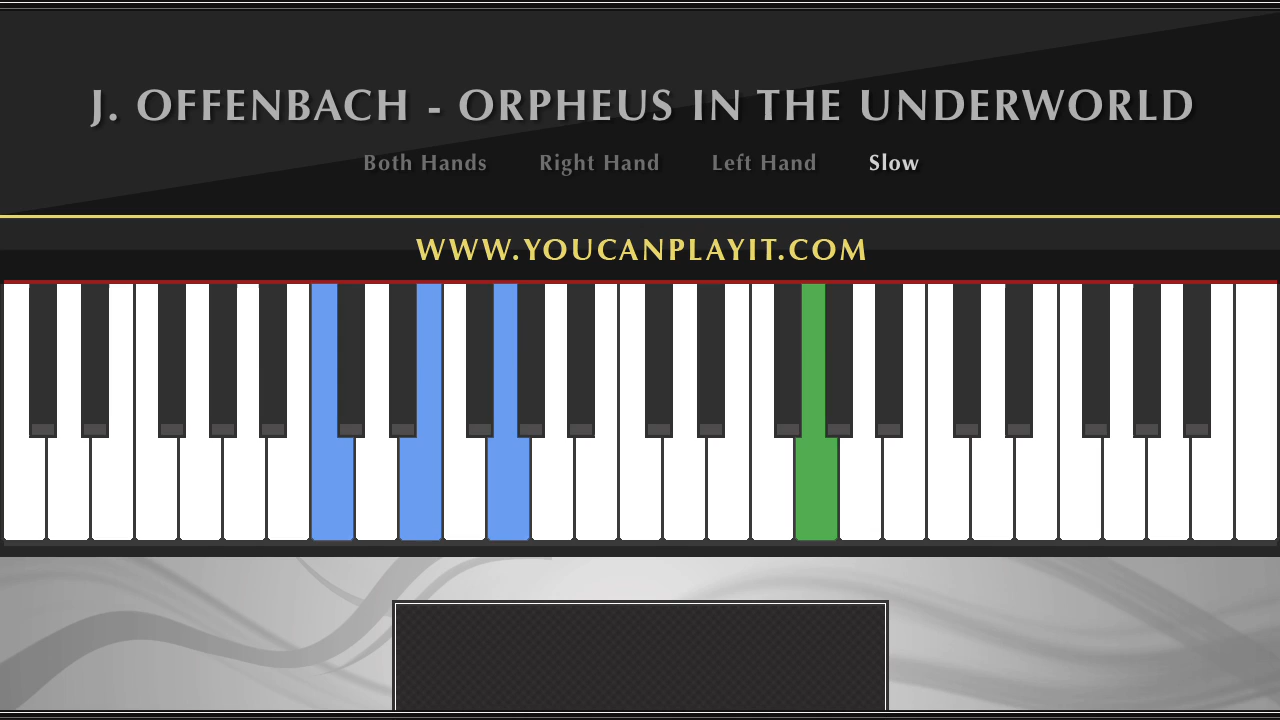 J. OFFENBACH - ORPHEUS IN THE UNDERWORLD
Both Hands Right Hand Left Hand Slow
WWW.YOUCANPLAYIT.COM